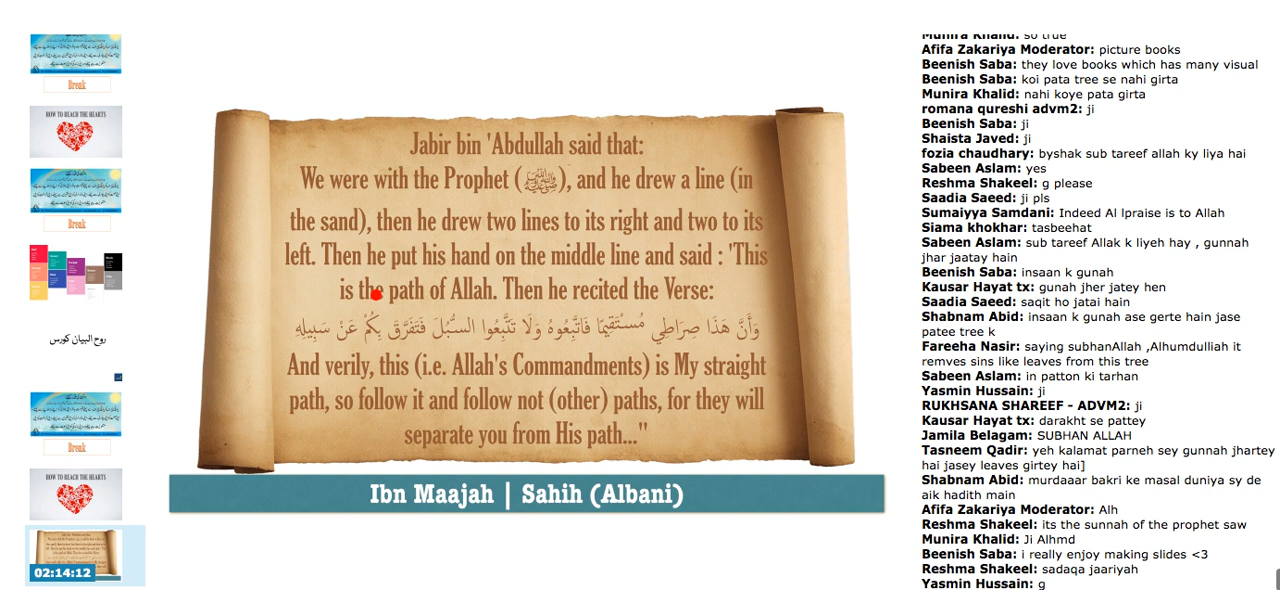 Break
HOW TO REACH THE HEARTS
Break
روح البيان كورس
Break
HOW TO REACH THE HEARTS
02:14:12
Jabir bin 'Abdullah said that:
We were with the Prophet (ﷺ), and he drew a line (in
the sand), then he drew two lines to its right and two to its
left. Then he put his hand on the middle line and said : 'This
is the path of Allah. Then he recited the Verse:
وَأَنَّ هَذَا صِرَاطِي مُسْتَقِيمًا فَاتَّبِعُوهُ وَلَا تَتَّبِعُوا السُّبُلَ فَتَفَرَّقَ بِكُمْ عَنْ سَبِيلِهِ
And verily, this (i.e. Allah's Commandments) is My straight
path, so follow it and follow not (other) paths, for they will
separate you from His path..."
Ibn Maajah | Sahih (Albani)
Munira Khalid: so true
Afifa Zakariya Moderator: picture books
Beenish Saba: they love books which has many visual
Beenish Saba: koi pata tree se nahi girta
Munira Khalid: nahi koye pata girta
romana qureshi advm2: ji
Beenish Saba: ji
Shaista Javed: ji
fozia chaudhary: byshak sub tareef allah ky liya hai
Sabeen Aslam: yes
Reshma Shakeel: g please
Saadia Saeed: ji pls
Sumaiyya Samdani: Indeed Al lpraise is to Allah
Siama khokhar: tasbeehat
Sabeen Aslam: sub tareef Allak k liyeh hay , gunnah
jhar jaatay hain
Beenish Saba: insaan k gunah
Kausar Hayat tx: gunah jher jatey hen
Saadia Saeed: saqit ho jatai hain
Shabnam Abid: insaan k gunah ase gerte hain jase
patee tree k
Fareeha Nasir: saying subhanAllah ,Alhumdulliah it
remves sins like leaves from this tree
Sabeen Aslam: in patton ki tarhan
Yasmin Hussain: ji
RUKHSANA SHAREEF - ADVM2: ji
Kausar Hayat tx: darakht se pattey
Jamila Belagam: SUBHAN ALLAH
Tasneem Qadir: yeh kalamat parneh sey gunnah jhartey
hai jasey leaves girtey hai]
Shabnam Abid: murdaaar bakri ke masal duniya sy de
aik hadith main
Afifa Zakariya Moderator: Alh
Reshma Shakeel: its the sunnah of the prophet saw
Munira Khalid: Ji Alhmd
Beenish Saba: i really enjoy making slides <3
Reshma Shakeel: sadaqa jaariyah
Yasmin Hussain: g